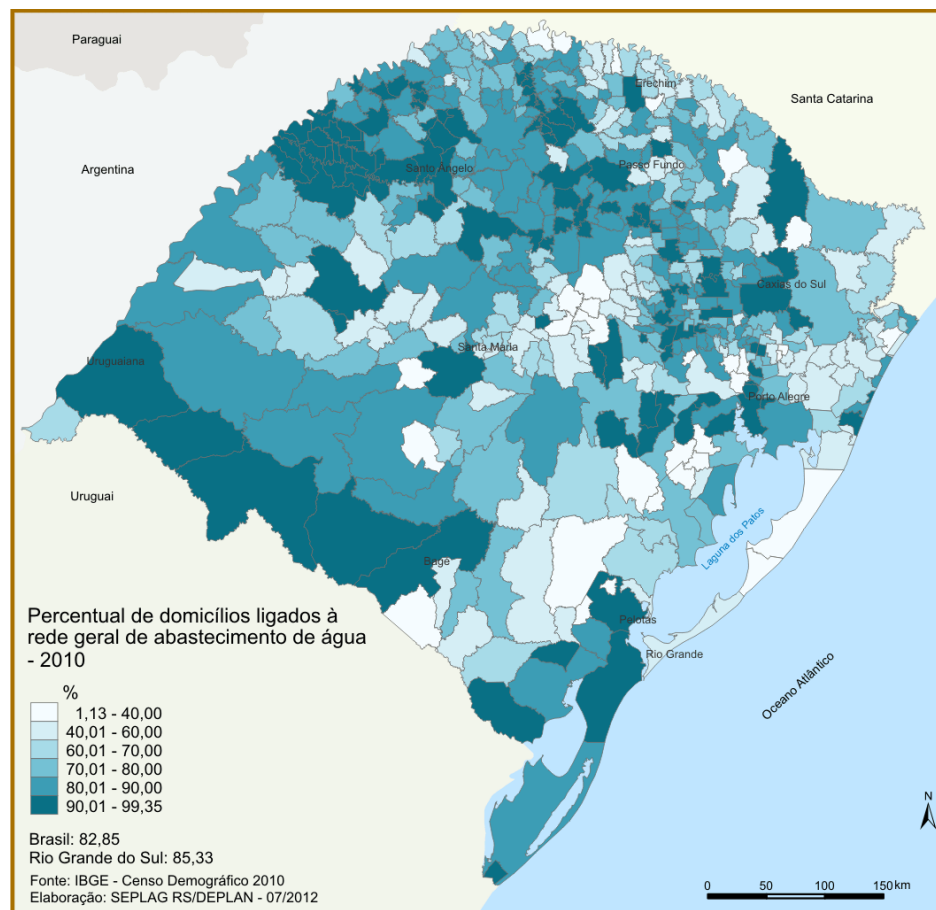 Paraguai
Santa Catarina
Erechim
Argentina
Passo Fundo
Santo Ângelo
Caxias do Sul
Santa Maria
Uruguaiana
Porto Alegre
Uruguai
Laguna dos Patos
Bagé
Pelotas
Rio Grande
Oceano Atlântico
Percentual de domicílios ligados à
rede geral de abastecimento de água
- 2010
%
1,13 - 40,00
40,01 - 60,00
60,01 - 70,00
70,01 - 80,00
80,01 - 90,00
90,01 - 99,35
Brasil: 82,85
Rio Grande do Sul: 85,33
Fonte: IBGE - Censo Demográfico 2010
Elaboração: SEPLAG RS/DEPLAN - 07/2012
N
0 50 100 150 km